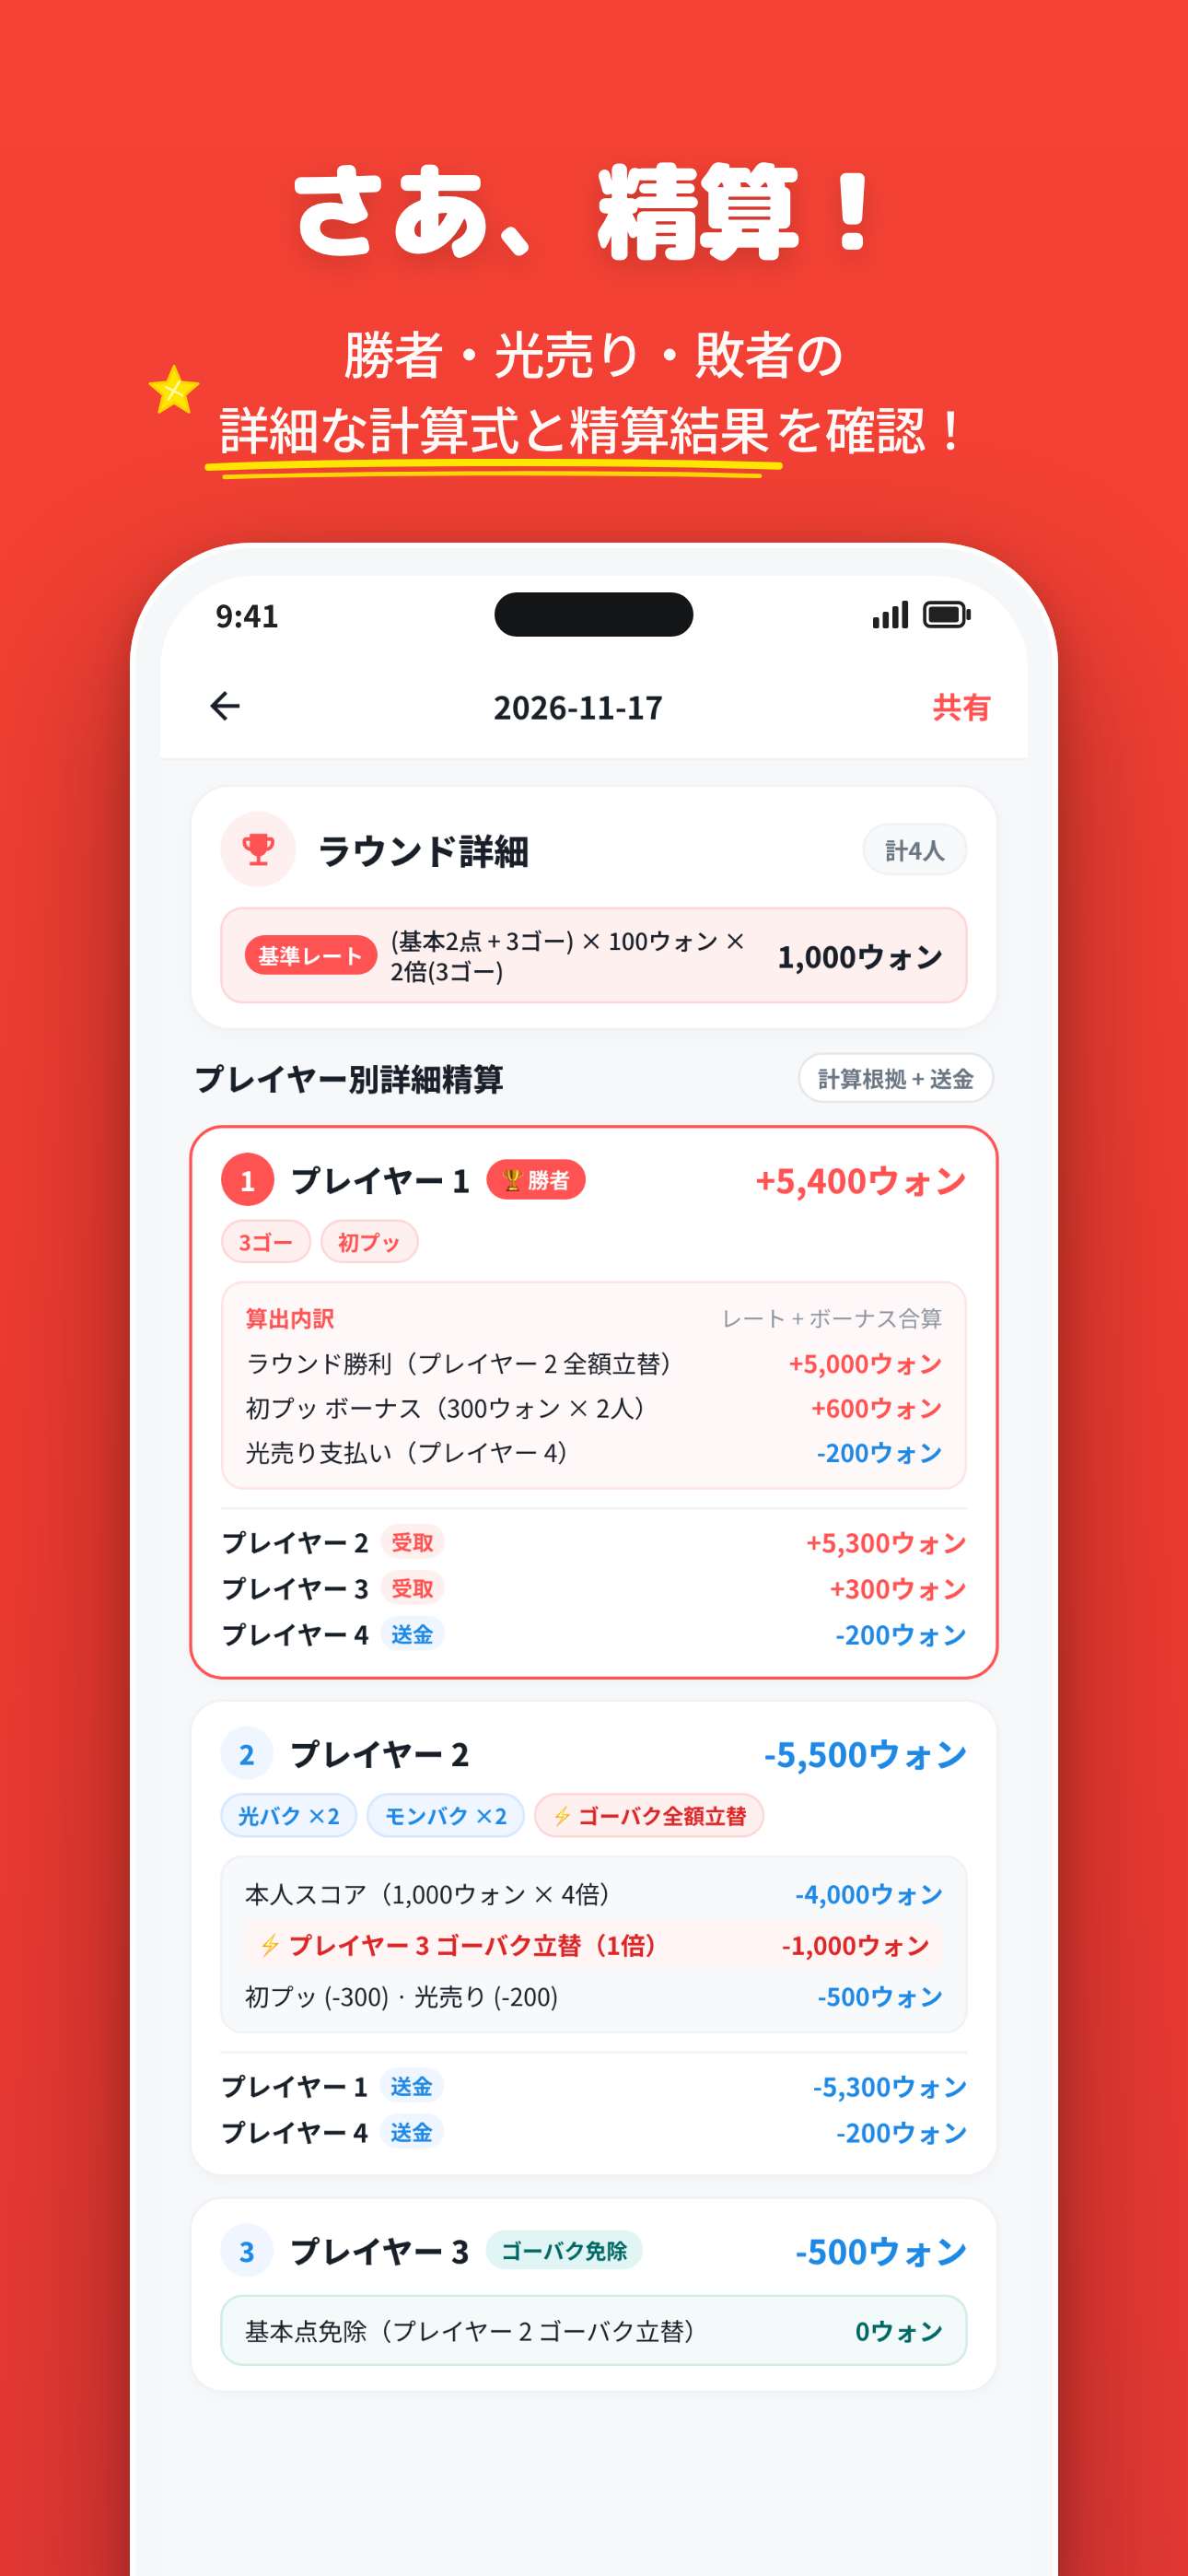 さあ、精算！
勝者・光売り・敗者の
詳細な計算式と精算結果を確認！
9:41
2026-11-17
共有
ラウンド詳細
計4人
基準レート
(基本2点 + 3ゴー) × 100ウォン ×
2倍(3ゴー)
1,000ウォン
プレイヤー別詳細精算
計算根拠 + 送金
1 プレイヤー 1 🏆勝者 +5,400ウォン
3ゴー 初プッ
算出内訳 レート + ボーナス合算
ラウンド勝利（プレイヤー 2 全額立替） +5,000ウォン
初プッ ボーナス（300ウォン × 2人） +600ウォン
光売り支払い（プレイヤー 4） -200ウォン
プレイヤー 2 受取 +5,300ウォン
プレイヤー 3 受取 +300ウォン
プレイヤー 4 送金 -200ウォン
2 プレイヤー 2 -5,500ウォン
光バク ×2 モンバク ×2 ⚡ ゴーバク全額立替
本人スコア（1,000ウォン × 4倍） -4,000ウォン
⚡ プレイヤー 3 ゴーバク立替（1倍） -1,000ウォン
初プッ (-300) · 光売り (-200) -500ウォン
プレイヤー 1 送金 -5,300ウォン
プレイヤー 4 送金 -200ウォン
3 プレイヤー 3 ゴーバク免除 -500ウォン
基本点免除（プレイヤー 2 ゴーバク立替） 0ウォン